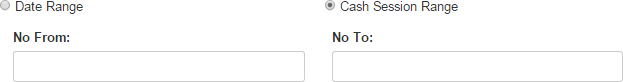 Date Range Cash Session Range
No From: No To: